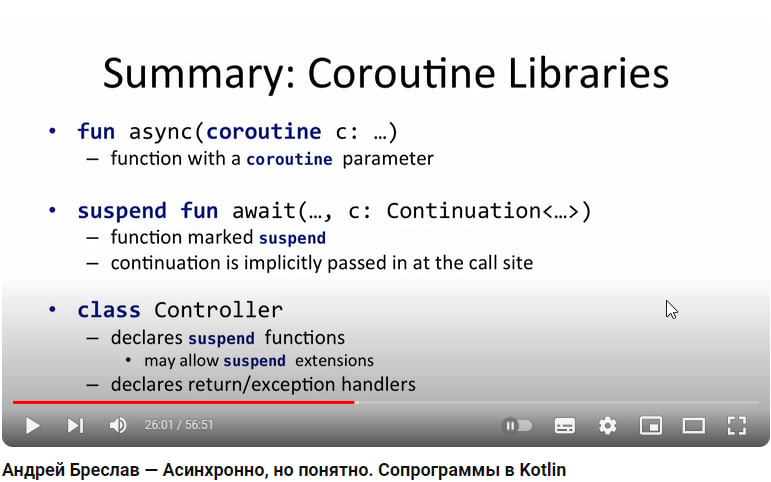 Summary: Coroutine Libraries
• fun async(coroutine c: …)
– function with a coroutine parameter
• suspend fun await(…, c: Continuation<…>)
– function marked suspend
– continuation is implicitly passed in at the call site
• class Controller
– declares suspend functions
• may allow suspend extensions
– declares return/exception handlers
26:01 / 56:51
Андрей Бреслав — Асинхронно, но понятно. Сопрограммы в Kotlin